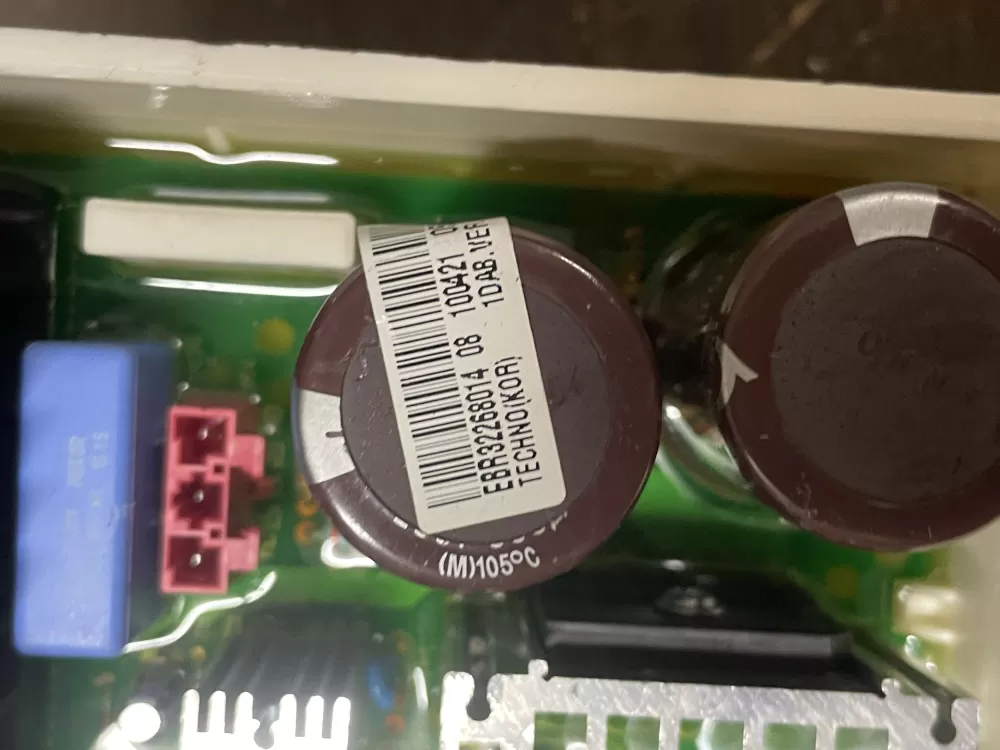 EBR32268014 08 100421
1DAB.VER
TECHNO(KOR)
(M)105°C